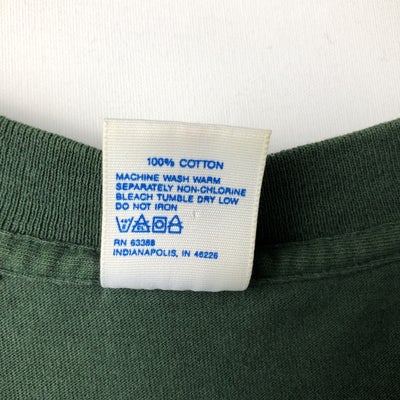 100% COTTON
MACHINE WASH WARM
SEPARATELY NON-CHLORINE
BLEACH TUMBLE DRY LOW
DO NOT IRON
RN 63368
INDIANAPOLIS, IN 46226